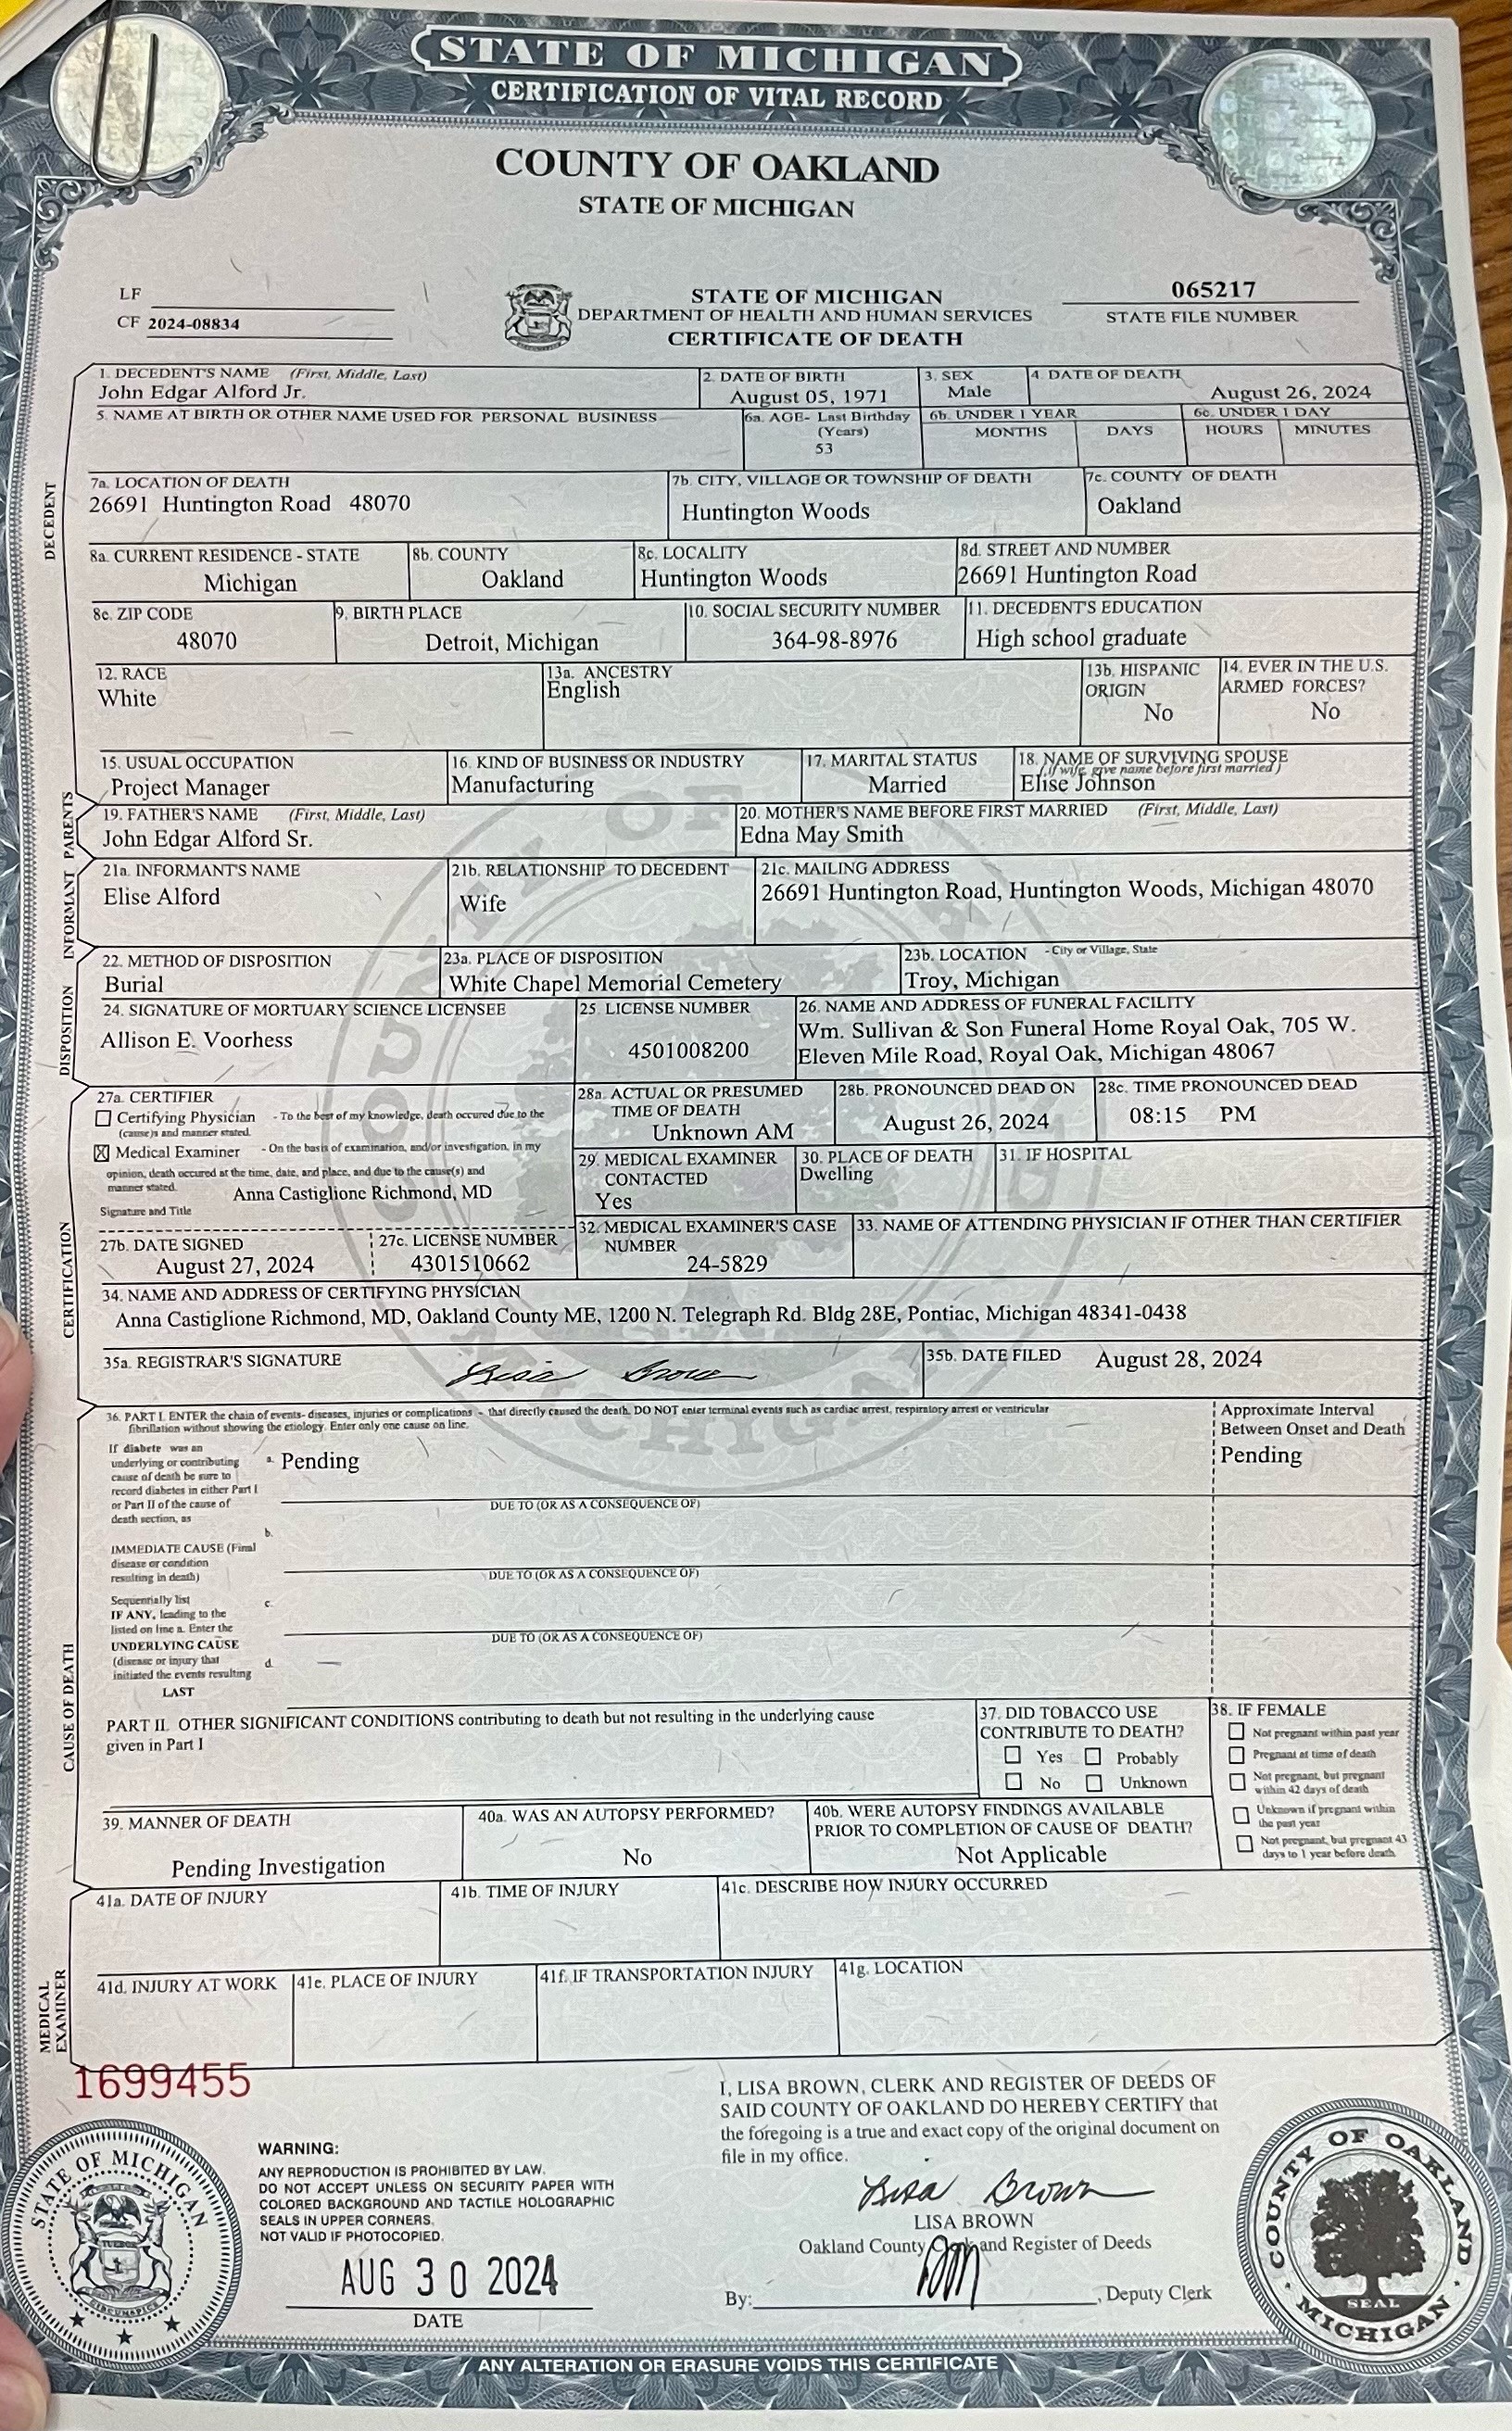 STATE OF MICHIGAN
CERTIFICATION OF VITAL RECORD
COUNTY OF OAKLAND
STATE OF MICHIGAN
LF
CF 2024-08834
STATE OF MICHIGAN
DEPARTMENT OF HEALTH AND HUMAN SERVICES
CERTIFICATE OF DEATH
065217
STATE FILE NUMBER
DECEDENT
1. DECEDENT'S NAME (First, Middle, Last)
John Edgar Alford Jr.
2. DATE OF BIRTH
August 05, 1971
3. SEX
Male
4. DATE OF DEATH
August 26, 2024
5. NAME AT BIRTH OR OTHER NAME USED FOR PERSONAL BUSINESS
6a. AGE- Last Birthday
(Years)
53
6b. UNDER 1 YEAR
MONTHS DAYS
6c. UNDER 1 DAY
HOURS MINUTES
7a. LOCATION OF DEATH
26691 Huntington Road 48070
7b. CITY, VILLAGE OR TOWNSHIP OF DEATH
Huntington Woods
7c. COUNTY OF DEATH
Oakland
8a. CURRENT RESIDENCE - STATE
Michigan
8b. COUNTY
Oakland
8c. LOCALITY
Huntington Woods
8d. STREET AND NUMBER
26691 Huntington Road
8e. ZIP CODE
48070
9. BIRTH PLACE
Detroit, Michigan
10. SOCIAL SECURITY NUMBER
364-98-8976
11. DECEDENT'S EDUCATION
High school graduate
12. RACE
White
13a. ANCESTRY
English
13b. HISPANIC
ORIGIN
No
14. EVER IN THE U.S.
ARMED FORCES?
No
15. USUAL OCCUPATION
Project Manager
16. KIND OF BUSINESS OR INDUSTRY
Manufacturing
17. MARITAL STATUS
Married
18. NAME OF SURVIVING SPOUSE
(if wife, give name before first married)
Elise Johnson
PARENTS
19. FATHER'S NAME (First, Middle, Last)
John Edgar Alford Sr.
20. MOTHER'S NAME BEFORE FIRST MARRIED (First, Middle, Last)
Edna May Smith
INFORMANT
21a. INFORMANT'S NAME
Elise Alford
21b. RELATIONSHIP TO DECEDENT
Wife
21c. MAILING ADDRESS
26691 Huntington Road, Huntington Woods, Michigan 48070
DISPOSITION
22. METHOD OF DISPOSITION
Burial
23a. PLACE OF DISPOSITION
White Chapel Memorial Cemetery
23b. LOCATION - City or Village, State
Troy, Michigan
24. SIGNATURE OF MORTUARY SCIENCE LICENSEE
Allison E. Voorhess
25. LICENSE NUMBER
4501008200
26. NAME AND ADDRESS OF FUNERAL FACILITY
Wm. Sullivan & Son Funeral Home Royal Oak, 705 W.
Eleven Mile Road, Royal Oak, Michigan 48067
CERTIFICATION
27a. CERTIFIER
Certifying Physician - To the best of my knowledge, death occured due to the
(cause)s and manner stated.
Medical Examiner - On the basis of examination, and/or investigation, in my
opinion, death occured at the time, date, and place, and due to the cause(s) and
manner stated. Anna Castiglione Richmond, MD
Signature and Title
28a. ACTUAL OR PRESUMED
TIME OF DEATH
Unknown AM
28b. PRONOUNCED DEAD ON
August 26, 2024
28c. TIME PRONOUNCED DEAD
08:15 PM
29. MEDICAL EXAMINER
CONTACTED
Yes
30. PLACE OF DEATH
Dwelling
31. IF HOSPITAL
27b. DATE SIGNED
August 27, 2024
27c. LICENSE NUMBER
4301510662
32. MEDICAL EXAMINER'S CASE
NUMBER
24-5829
33. NAME OF ATTENDING PHYSICIAN IF OTHER THAN CERTIFIER
34. NAME AND ADDRESS OF CERTIFYING PHYSICIAN
Anna Castiglione Richmond, MD, Oakland County ME, 1200 N. Telegraph Rd. Bldg 28E, Pontiac, Michigan 48341-0438
35a. REGISTRAR'S SIGNATURE
Lisa Brown
35b. DATE FILED August 28, 2024
CAUSE OF DEATH
36. PART I. ENTER the chain of events- diseases, injuries or complications - that directly caused the death. DO NOT enter terminal events such as cardiac arrest, respiratory arrest or ventricular
fibrillation without showing the etiology. Enter only one cause on line.
Approximate Interval
Between Onset and Death
Pending
If diabete was an
underlying or contributing
cause of death be sure to
record diabetes in either Part I
or Part II of the cause of
death section, as
a. Pending
DUE TO (OR AS A CONSEQUENCE OF)
b.
IMMEDIATE CAUSE (Final
disease or condition
resulting in death)
DUE TO (OR AS A CONSEQUENCE OF)
Sequentially list
IF ANY, leading to the
listed on line a. Enter the
UNDERLYING CAUSE
(disease or injury that
initiated the events resulting
LAST
c.
DUE TO (OR AS A CONSEQUENCE OF)
d.
PART II. OTHER SIGNIFICANT CONDITIONS contributing to death but not resulting in the underlying cause
given in Part I
37. DID TOBACCO USE
CONTRIBUTE TO DEATH?
Yes Probably
No Unknown
38. IF FEMALE
Not pregnant within past year
Pregnant at time of death
Not pregnant, but pregnant
within 42 days of death
Unknown if pregnant within
the past year
Not pregnant, but pregnant 43
days to 1 year before death
39. MANNER OF DEATH
Pending Investigation
40a. WAS AN AUTOPSY PERFORMED?
No
40b. WERE AUTOPSY FINDINGS AVAILABLE
PRIOR TO COMPLETION OF CAUSE OF DEATH?
Not Applicable
MEDICAL
EXAMINER
41a. DATE OF INJURY
41b. TIME OF INJURY
41c. DESCRIBE HOW INJURY OCCURRED
41d. INJURY AT WORK
41e. PLACE OF INJURY
41f. IF TRANSPORTATION INJURY
41g. LOCATION
COUNTY OF
MICHIGAN
SEAL
1699455
I, LISA BROWN, CLERK AND REGISTER OF DEEDS OF
SAID COUNTY OF OAKLAND DO HEREBY CERTIFY that
the foregoing is a true and exact copy of the original document on
file in my office.
Lisa Brown
LISA BROWN
Oakland County Clerk and Register of Deeds
By: , Deputy Clerk
WARNING:
ANY REPRODUCTION IS PROHIBITED BY LAW.
DO NOT ACCEPT UNLESS ON SECURITY PAPER WITH
COLORED BACKGROUND AND TACTILE HOLOGRAPHIC
SEALS IN UPPER CORNERS.
NOT VALID IF PHOTOCOPIED.
AUG 30 2024
DATE
STATE OF MICHIGAN
TUEBOR
COUNTY OF OAKLAND
SEAL
MICHIGAN
ANY ALTERATION OR ERASURE VOIDS THIS CERTIFICATE